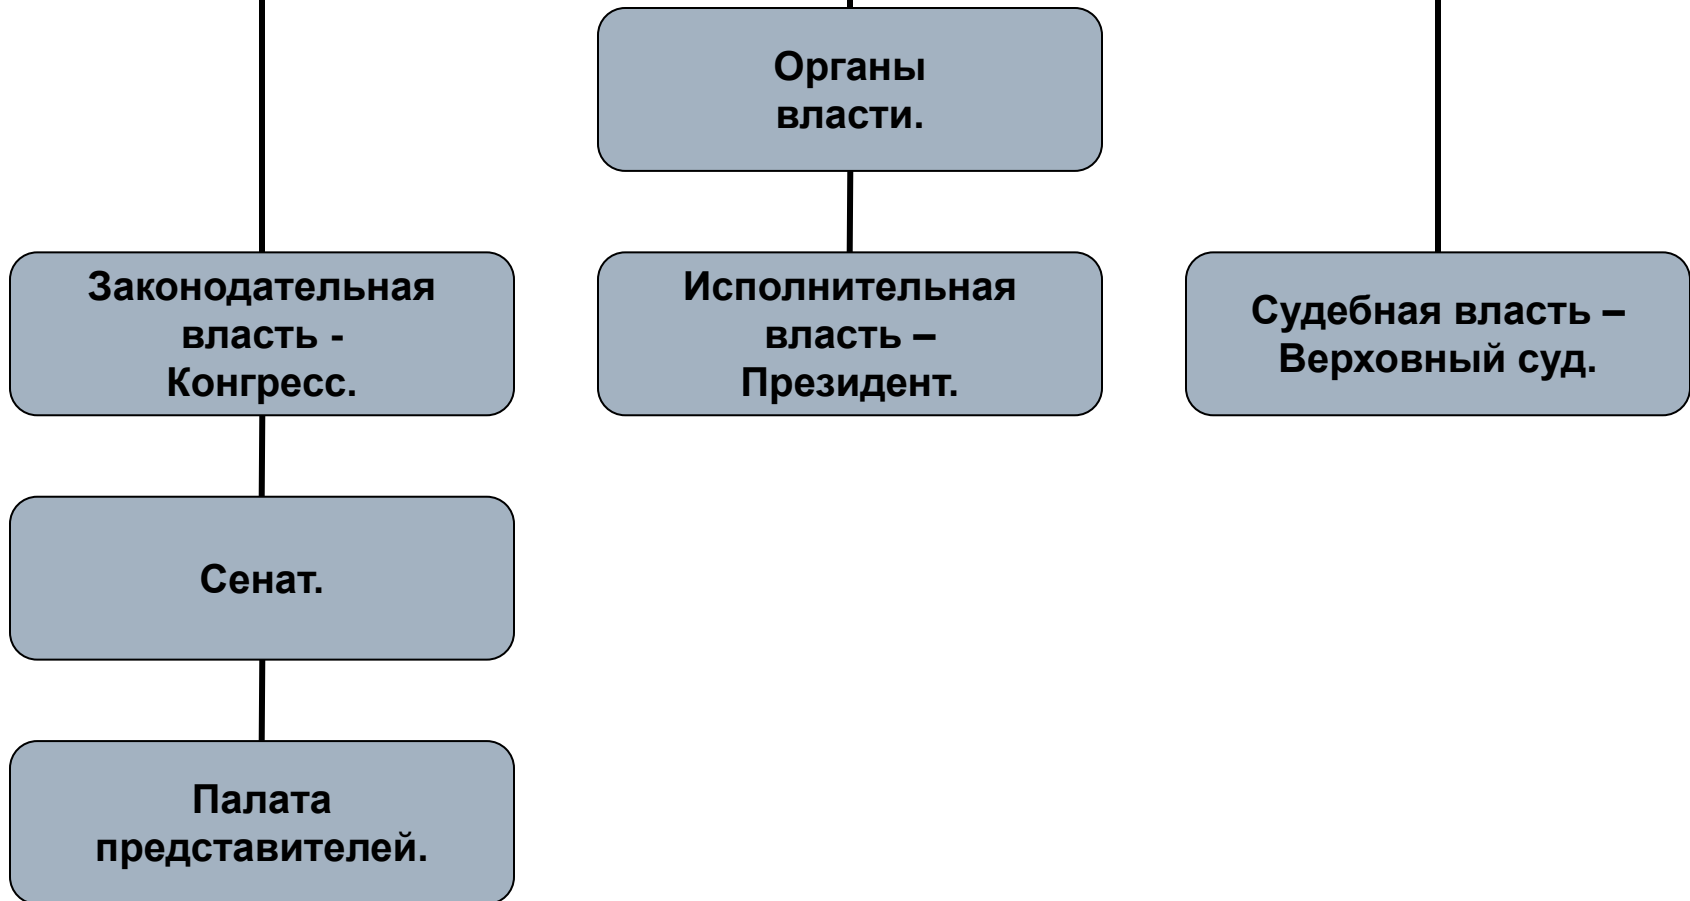 Органы
власти.
Законодательная
власть -
Конгресс.
Исполнительная
власть –
Президент.
Судебная власть –
Верховный суд.
Сенат.
Палата
представителей.